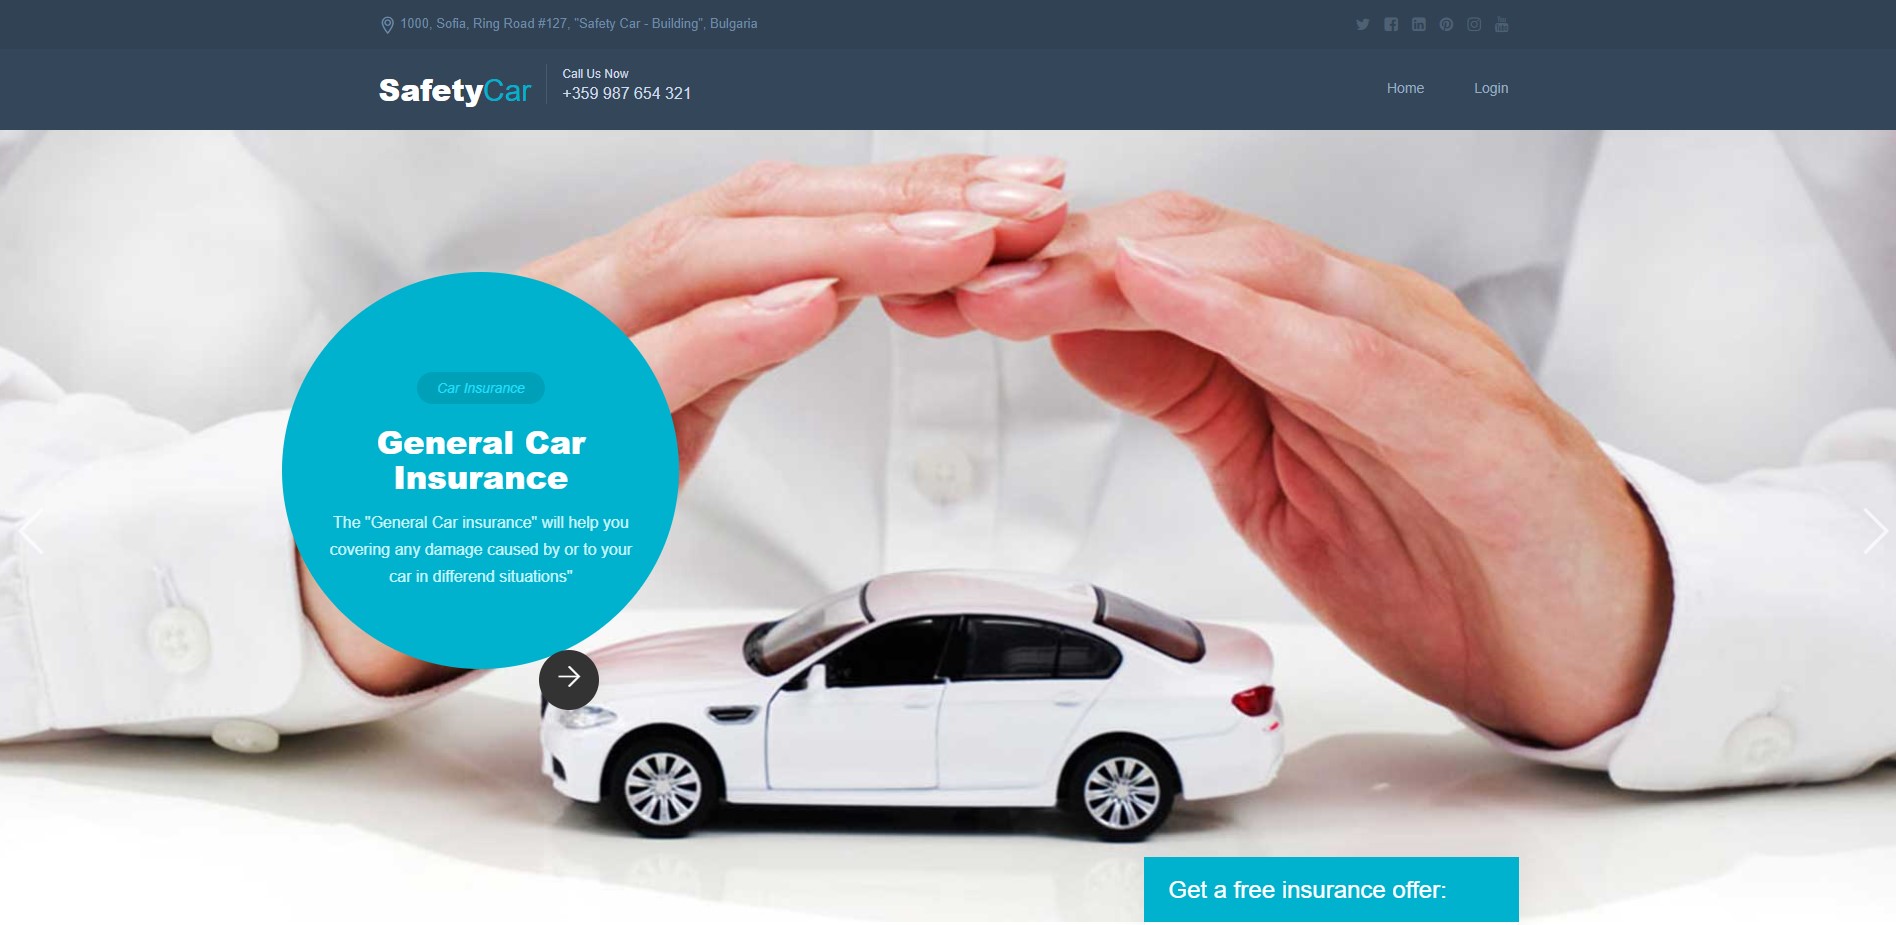 1000, Sofia, Ring Road #127, "Safety Car - Building", Bulgaria
SafetyCar
Call Us Now
+359 987 654 321
Home
Login
Car Insurance
General Car
Insurance
The "General Car insurance" will help you
covering any damage caused by or to your
car in differend situations"
Get a free insurance offer: